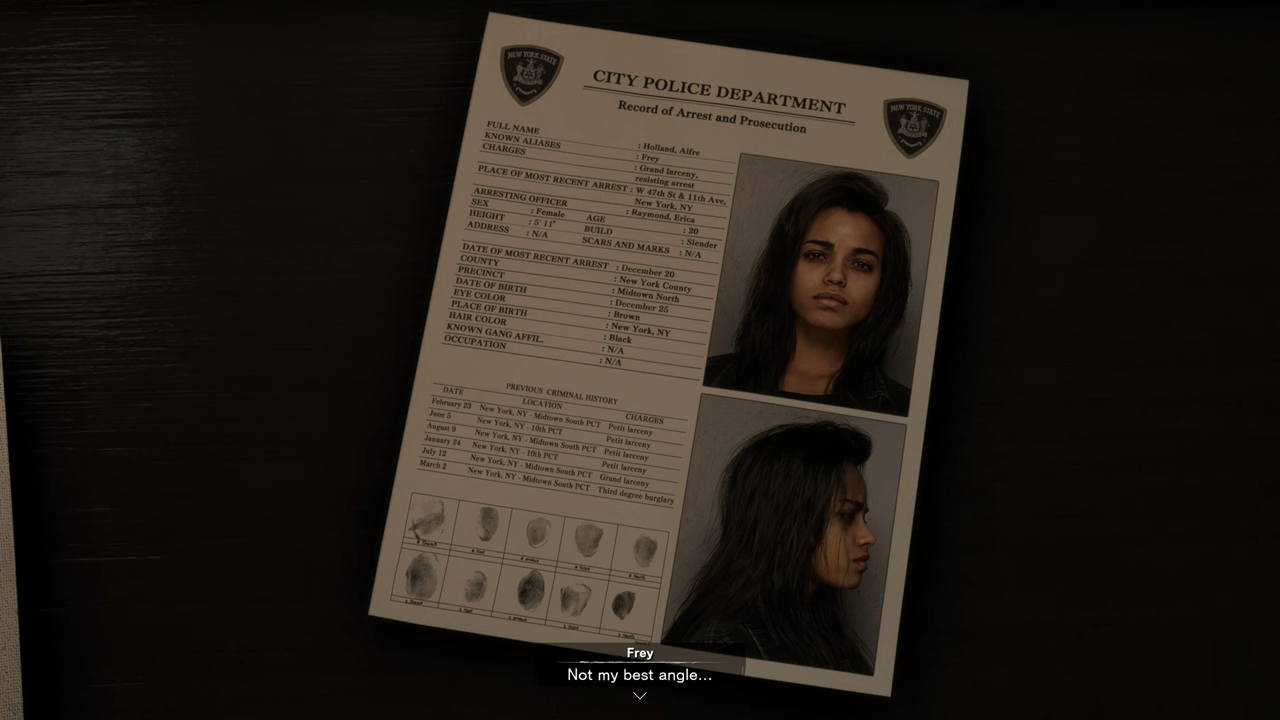 NEW YORK STATE
CITY POLICE DEPARTMENT
Record of Arrest and Prosecution
NEW YORK STATE
FULL NAME : Holland, Alfre
KNOWN ALIASES : Frey
CHARGES : Grand larceny,
resisting arrest
PLACE OF MOST RECENT ARREST : W 47th St & 11th Ave,
New York, NY
ARRESTING OFFICER : Raymond, Erica
SEX : Female AGE : 20
HEIGHT : 5' 11" BUILD : Slender
ADDRESS : N/A SCARS AND MARKS : N/A
DATE OF MOST RECENT ARREST : December 20
COUNTY : New York County
PRECINCT : Midtown North
DATE OF BIRTH : December 25
EYE COLOR : Brown
PLACE OF BIRTH : New York, NY
HAIR COLOR : Black
KNOWN GANG AFFIL. : N/A
OCCUPATION : N/A
PREVIOUS CRIMINAL HISTORY
DATE LOCATION CHARGES
February 23 New York, NY - Midtown South PCT Petit larceny
June 5 New York, NY - 10th PCT Petit larceny
August 9 New York, NY - Midtown South PCT Petit larceny
January 24 New York, NY - 10th PCT Petit larceny
July 12 New York, NY - Midtown South PCT Grand larceny
March 2 New York, NY - Midtown South PCT Third degree burglary
Frey
Not my best angle...